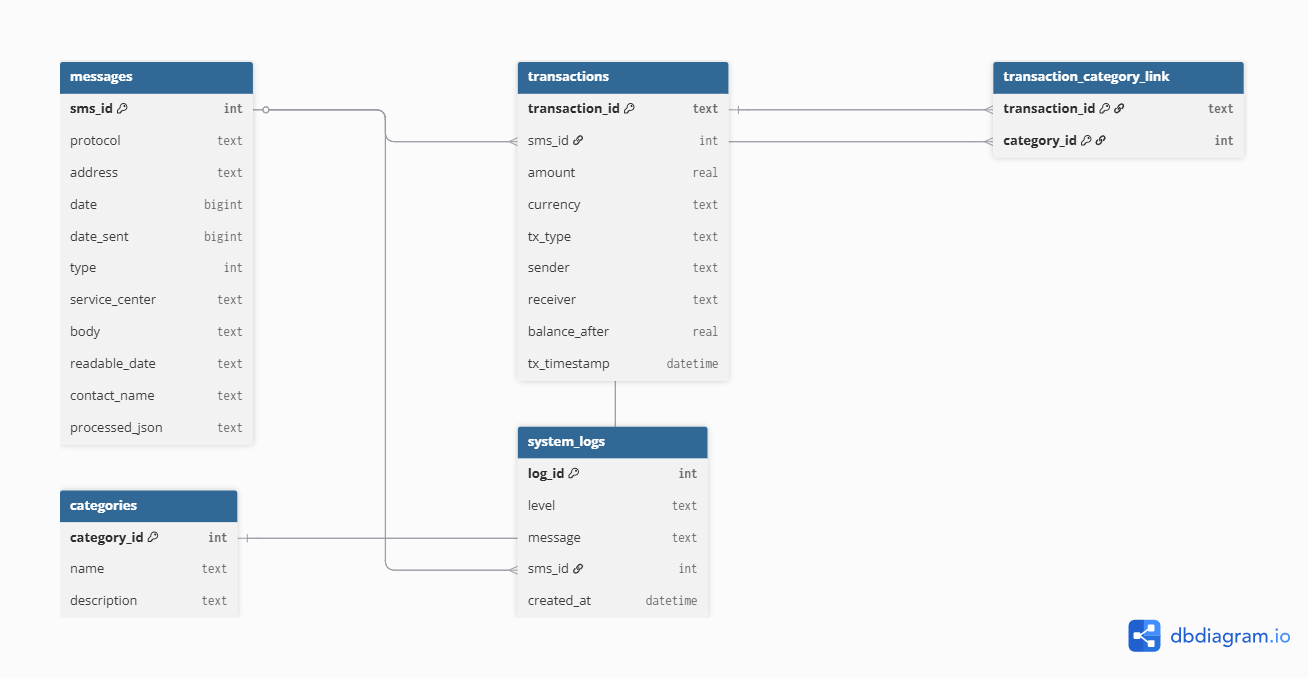 messages
sms_id int
protocol text
address text
date bigint
date_sent bigint
type int
service_center text
body text
readable_date text
contact_name text
processed_json text
categories
category_id int
name text
description text
transactions
transaction_id text
sms_id int
amount real
currency text
tx_type text
sender text
receiver text
balance_after real
tx_timestamp datetime
system_logs
log_id int
level text
message text
sms_id int
created_at datetime
transaction_category_link
transaction_id text
category_id int
dbdiagram.io